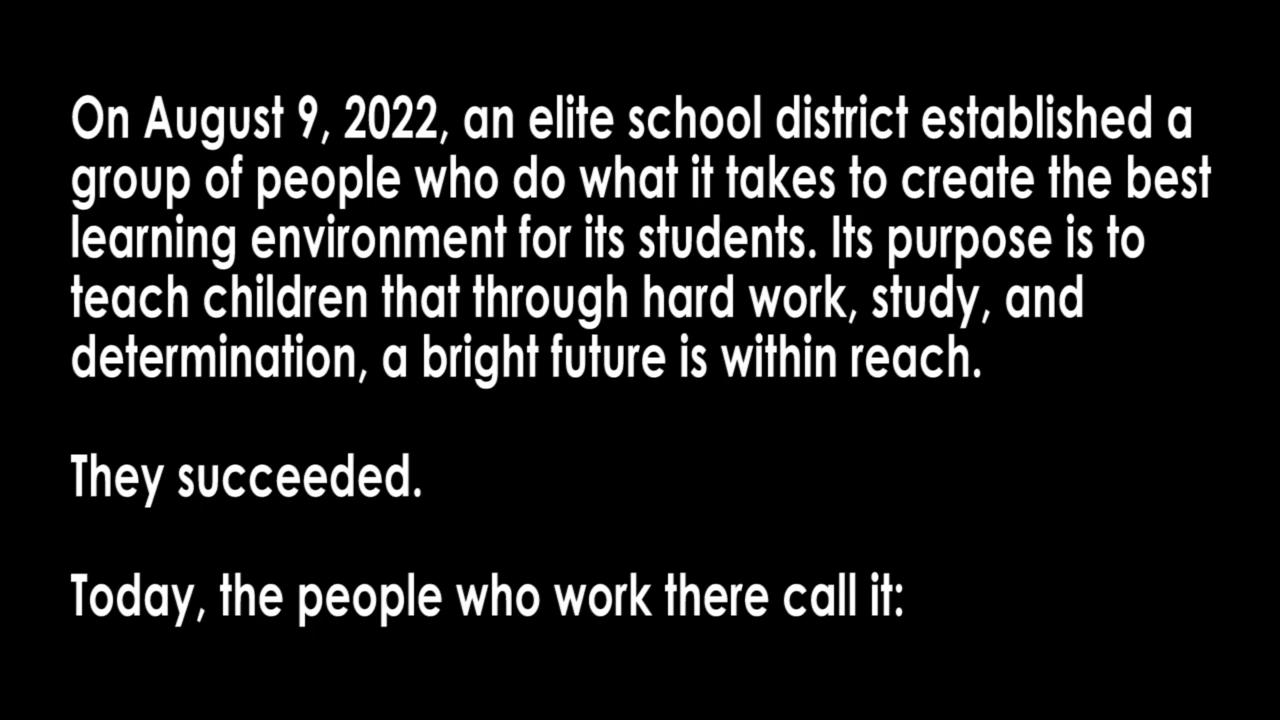 On August 9, 2022, an elite school district established a
group of people who do what it takes to create the best
learning environment for its students. Its purpose is to
teach children that through hard work, study, and
determination, a bright future is within reach.
They succeeded.
Today, the people who work there call it: